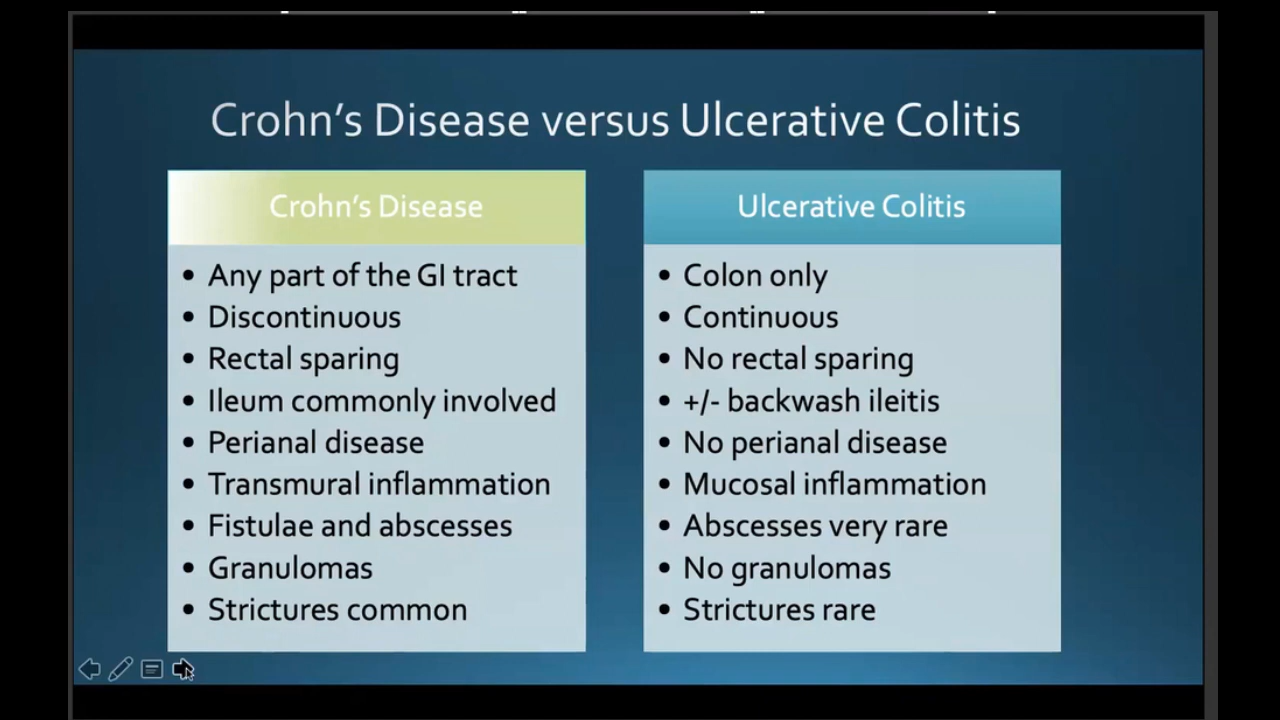 Crohn's Disease versus Ulcerative Colitis
Crohn's Disease
• Any part of the GI tract
• Discontinuous
• Rectal sparing
• Ileum commonly involved
• Perianal disease
• Transmural inflammation
• Fistulae and abscesses
• Granulomas
• Strictures common
Ulcerative Colitis
• Colon only
• Continuous
• No rectal sparing
• +/- backwash ileitis
• No perianal disease
• Mucosal inflammation
• Abscesses very rare
• No granulomas
• Strictures rare